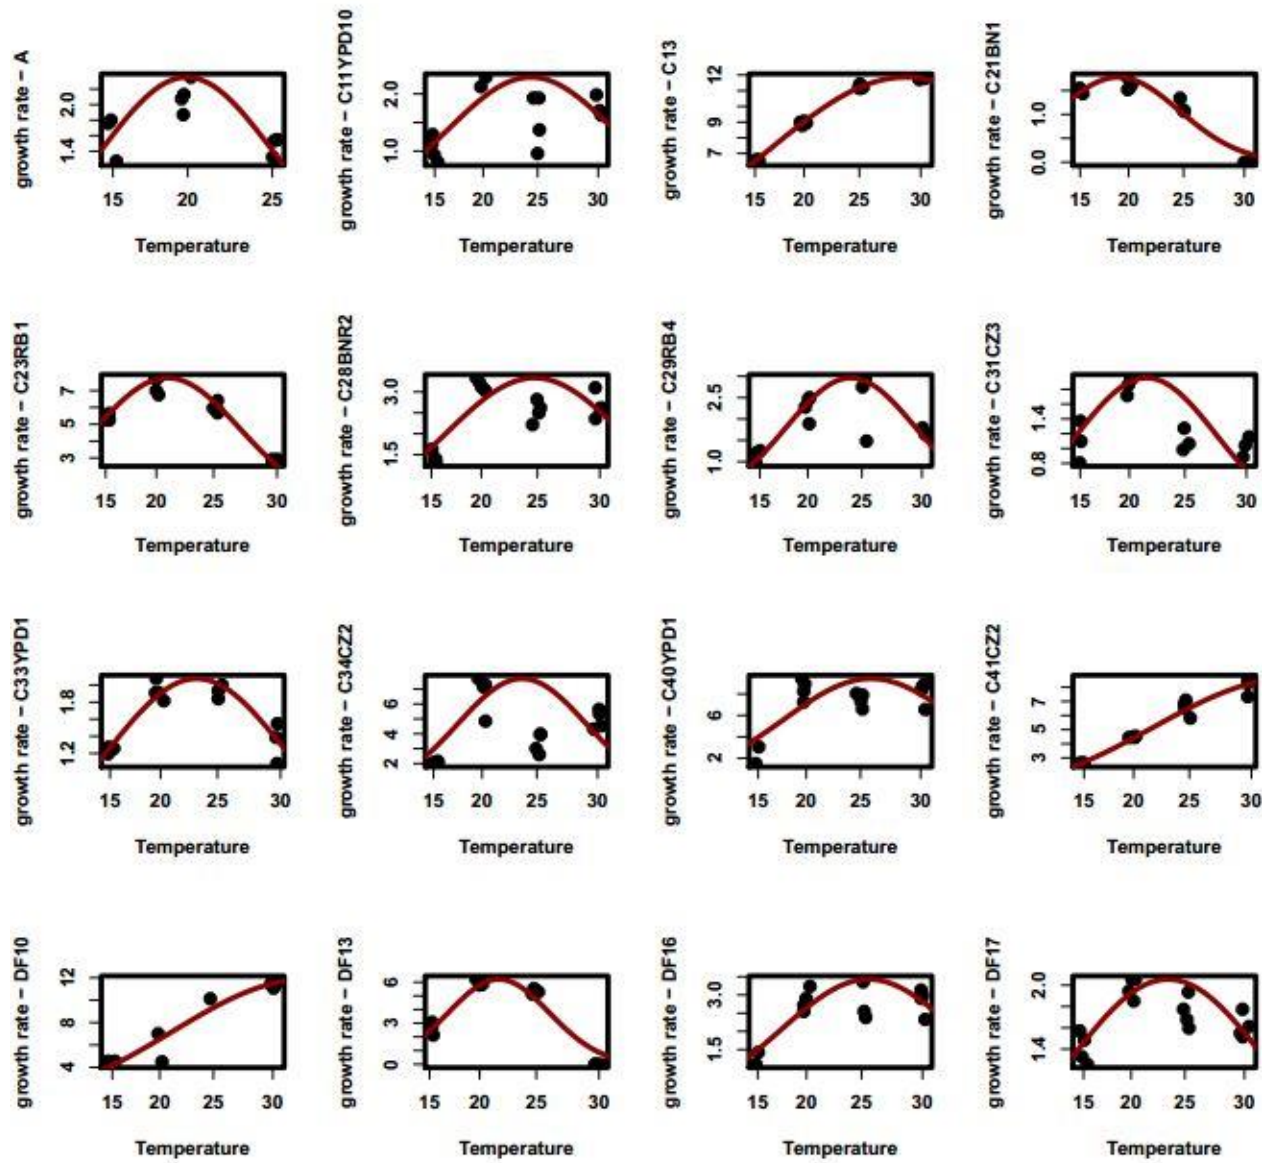 growth rate – A
2.0
1.4
15 20 25
Temperature
growth rate – C11YPD10
2.0
1.0
15 20 25 30
Temperature
growth rate – C13
12
9
7
15 20 25 30
Temperature
growth rate – C21BN1
1.0
0.0
15 20 25 30
Temperature
growth rate – C23RB1
7
5
3
15 20 25 30
Temperature
growth rate – C28BNR2
3.0
1.5
15 20 25 30
Temperature
growth rate – C29RB4
2.5
1.0
15 20 25 30
Temperature
growth rate – C31CZ3
1.4
0.8
15 20 25 30
Temperature
growth rate – C33YPD1
1.8
1.2
15 20 25 30
Temperature
growth rate – C34CZ2
6
4
2
15 20 25 30
Temperature
growth rate – C40YPD1
6
2
15 20 25 30
Temperature
growth rate – C41CZ2
7
5
3
15 20 25 30
Temperature
growth rate – DF10
12
8
4
15 20 25 30
Temperature
growth rate – DF13
6
3
0
15 20 25 30
Temperature
growth rate – DF16
3.0
1.5
15 20 25 30
Temperature
growth rate – DF17
2.0
1.4
15 20 25 30
Temperature